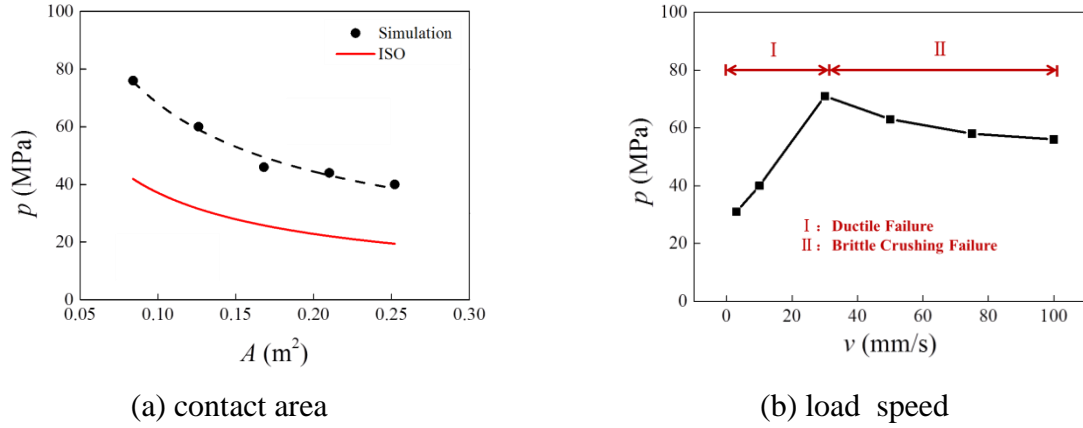 100
80
60
40
20
0
p (MPa)
0.05 0.10 0.15 0.20 0.25 0.30
A (m²)
Simulation
ISO
(a) contact area
100
80
60
40
20
0
p (MPa)
Ⅰ Ⅱ
Ⅰ： Ductile Failure
Ⅱ： Brittle Crushing Failure
0 20 40 60 80 100
v (mm/s)
(b) load speed